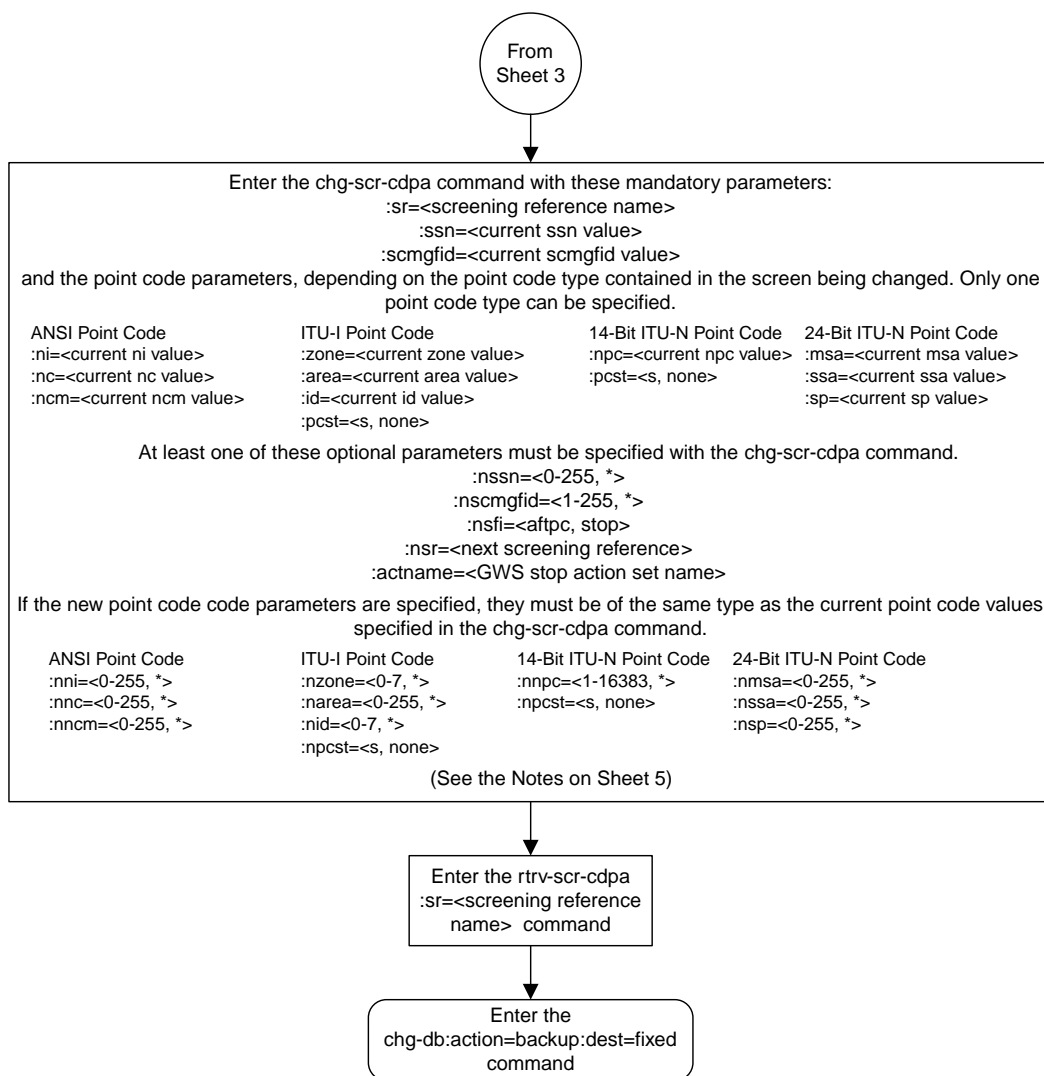 From
Sheet 3
Enter the chg-scr-cdpa command with these mandatory parameters:
:sr=<screening reference name>
:ssn=<current ssn value>
:scmgfid=<current scmgfid value>
and the point code parameters, depending on the point code type contained in the screen being changed. Only one
point code type can be specified.
ANSI Point Code
:ni=<current ni value>
:nc=<current nc value>
:ncm=<current ncm value>
ITU-I Point Code
:zone=<current zone value>
:area=<current area value>
:id=<current id value>
:pcst=<s, none>
14-Bit ITU-N Point Code
:npc=<current npc value>
:pcst=<s, none>
24-Bit ITU-N Point Code
:msa=<current msa value>
:ssa=<current ssa value>
:sp=<current sp value>
At least one of these optional parameters must be specified with the chg-scr-cdpa command.
:nssn=<0-255, *>
:nscmgfid=<1-255, *>
:nsfi=<aftpc, stop>
:nsr=<next screening reference>
:actname=<GWS stop action set name>
If the new point code code parameters are specified, they must be of the same type as the current point code values
specified in the chg-scr-cdpa command.
ANSI Point Code
:nni=<0-255, *>
:nnc=<0-255, *>
:nncm=<0-255, *>
ITU-I Point Code
:nzone=<0-7, *>
:narea=<0-255, *>
:nid=<0-7, *>
:npcst=<s, none>
14-Bit ITU-N Point Code
:nnpc=<1-16383, *>
:npcst=<s, none>
24-Bit ITU-N Point Code
:nmsa=<0-255, *>
:nssa=<0-255, *>
:nsp=<0-255, *>
(See the Notes on Sheet 5)
Enter the rtrv-scr-cdpa
:sr=<screening reference
name> command
Enter the
chg-db:action=backup:dest=fixed
command